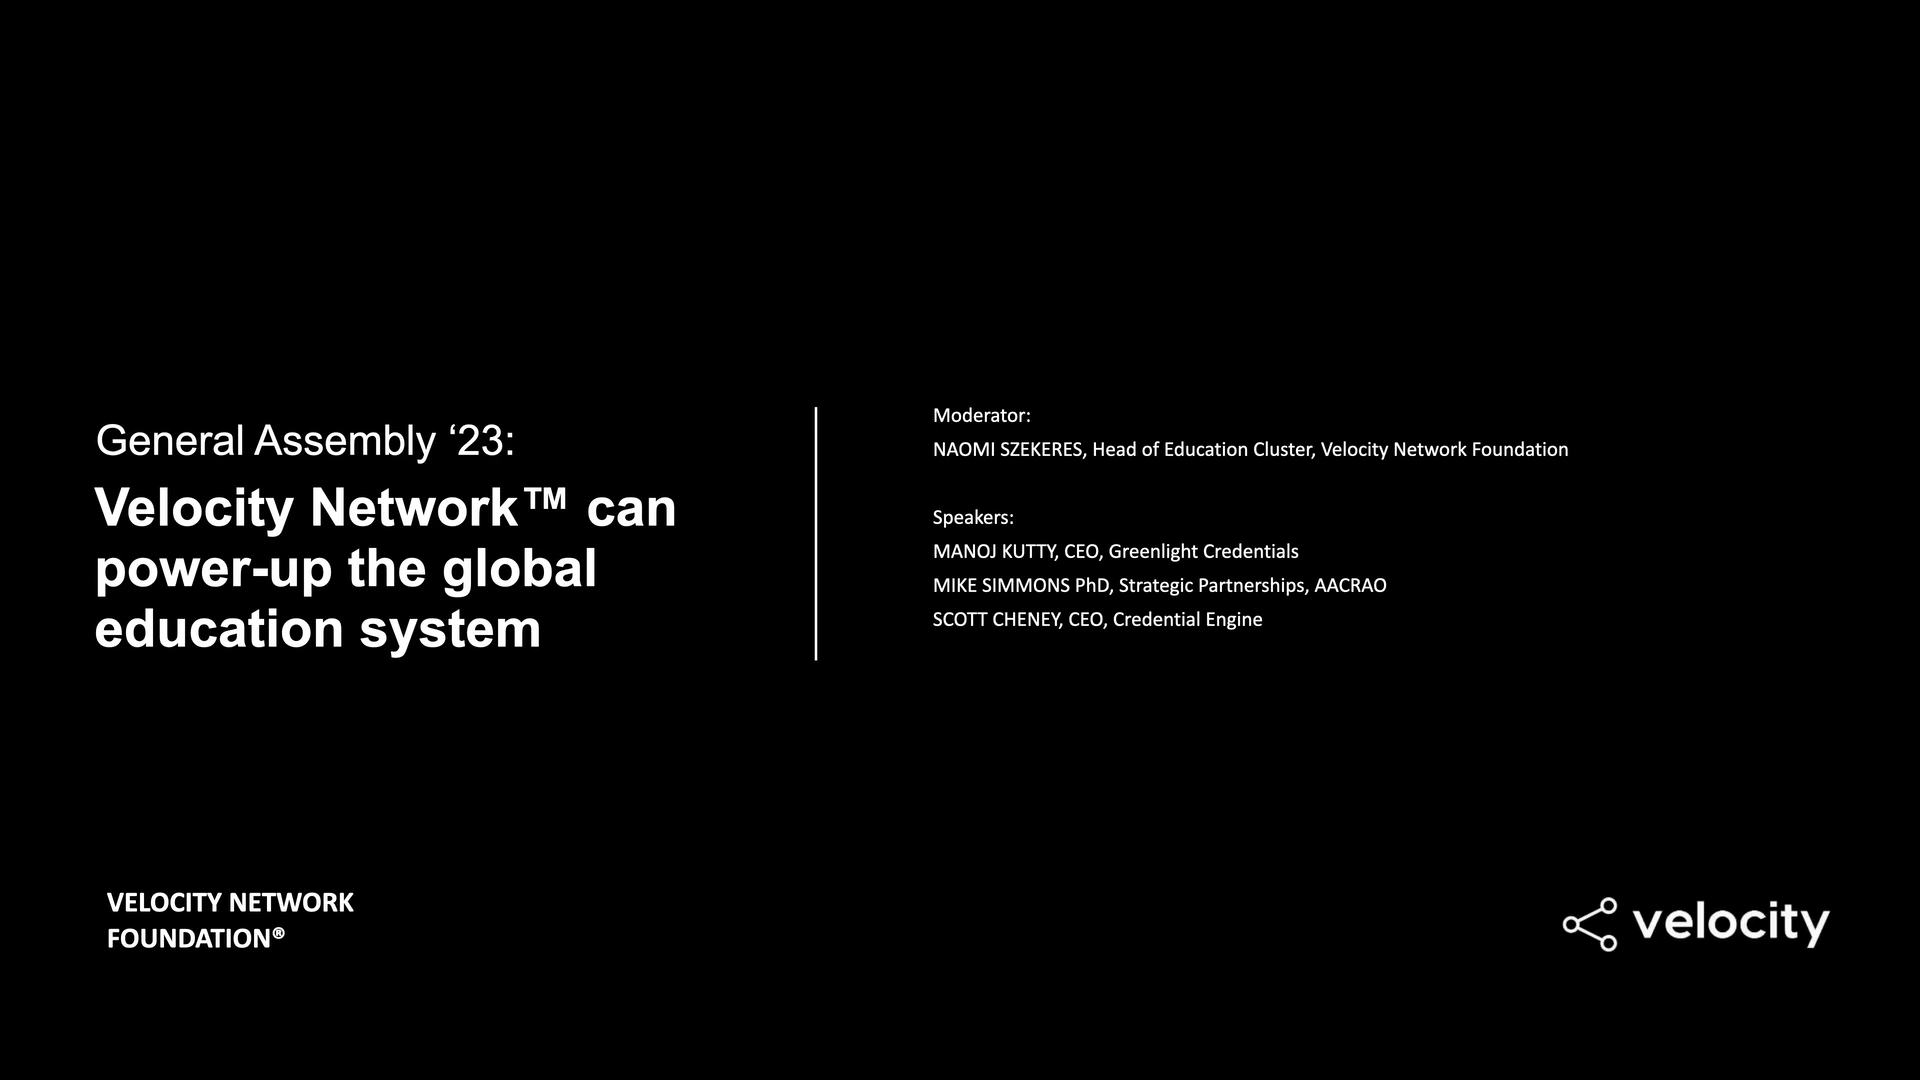 General Assembly ‘23:
Velocity Network™ can
power-up the global
education system
Moderator:
NAOMI SZEKERES, Head of Education Cluster, Velocity Network Foundation
Speakers:
MANOJ KUTTY, CEO, Greenlight Credentials
MIKE SIMMONS PhD, Strategic Partnerships, AACRAO
SCOTT CHENEY, CEO, Credential Engine
VELOCITY NETWORK
FOUNDATION®
velocity